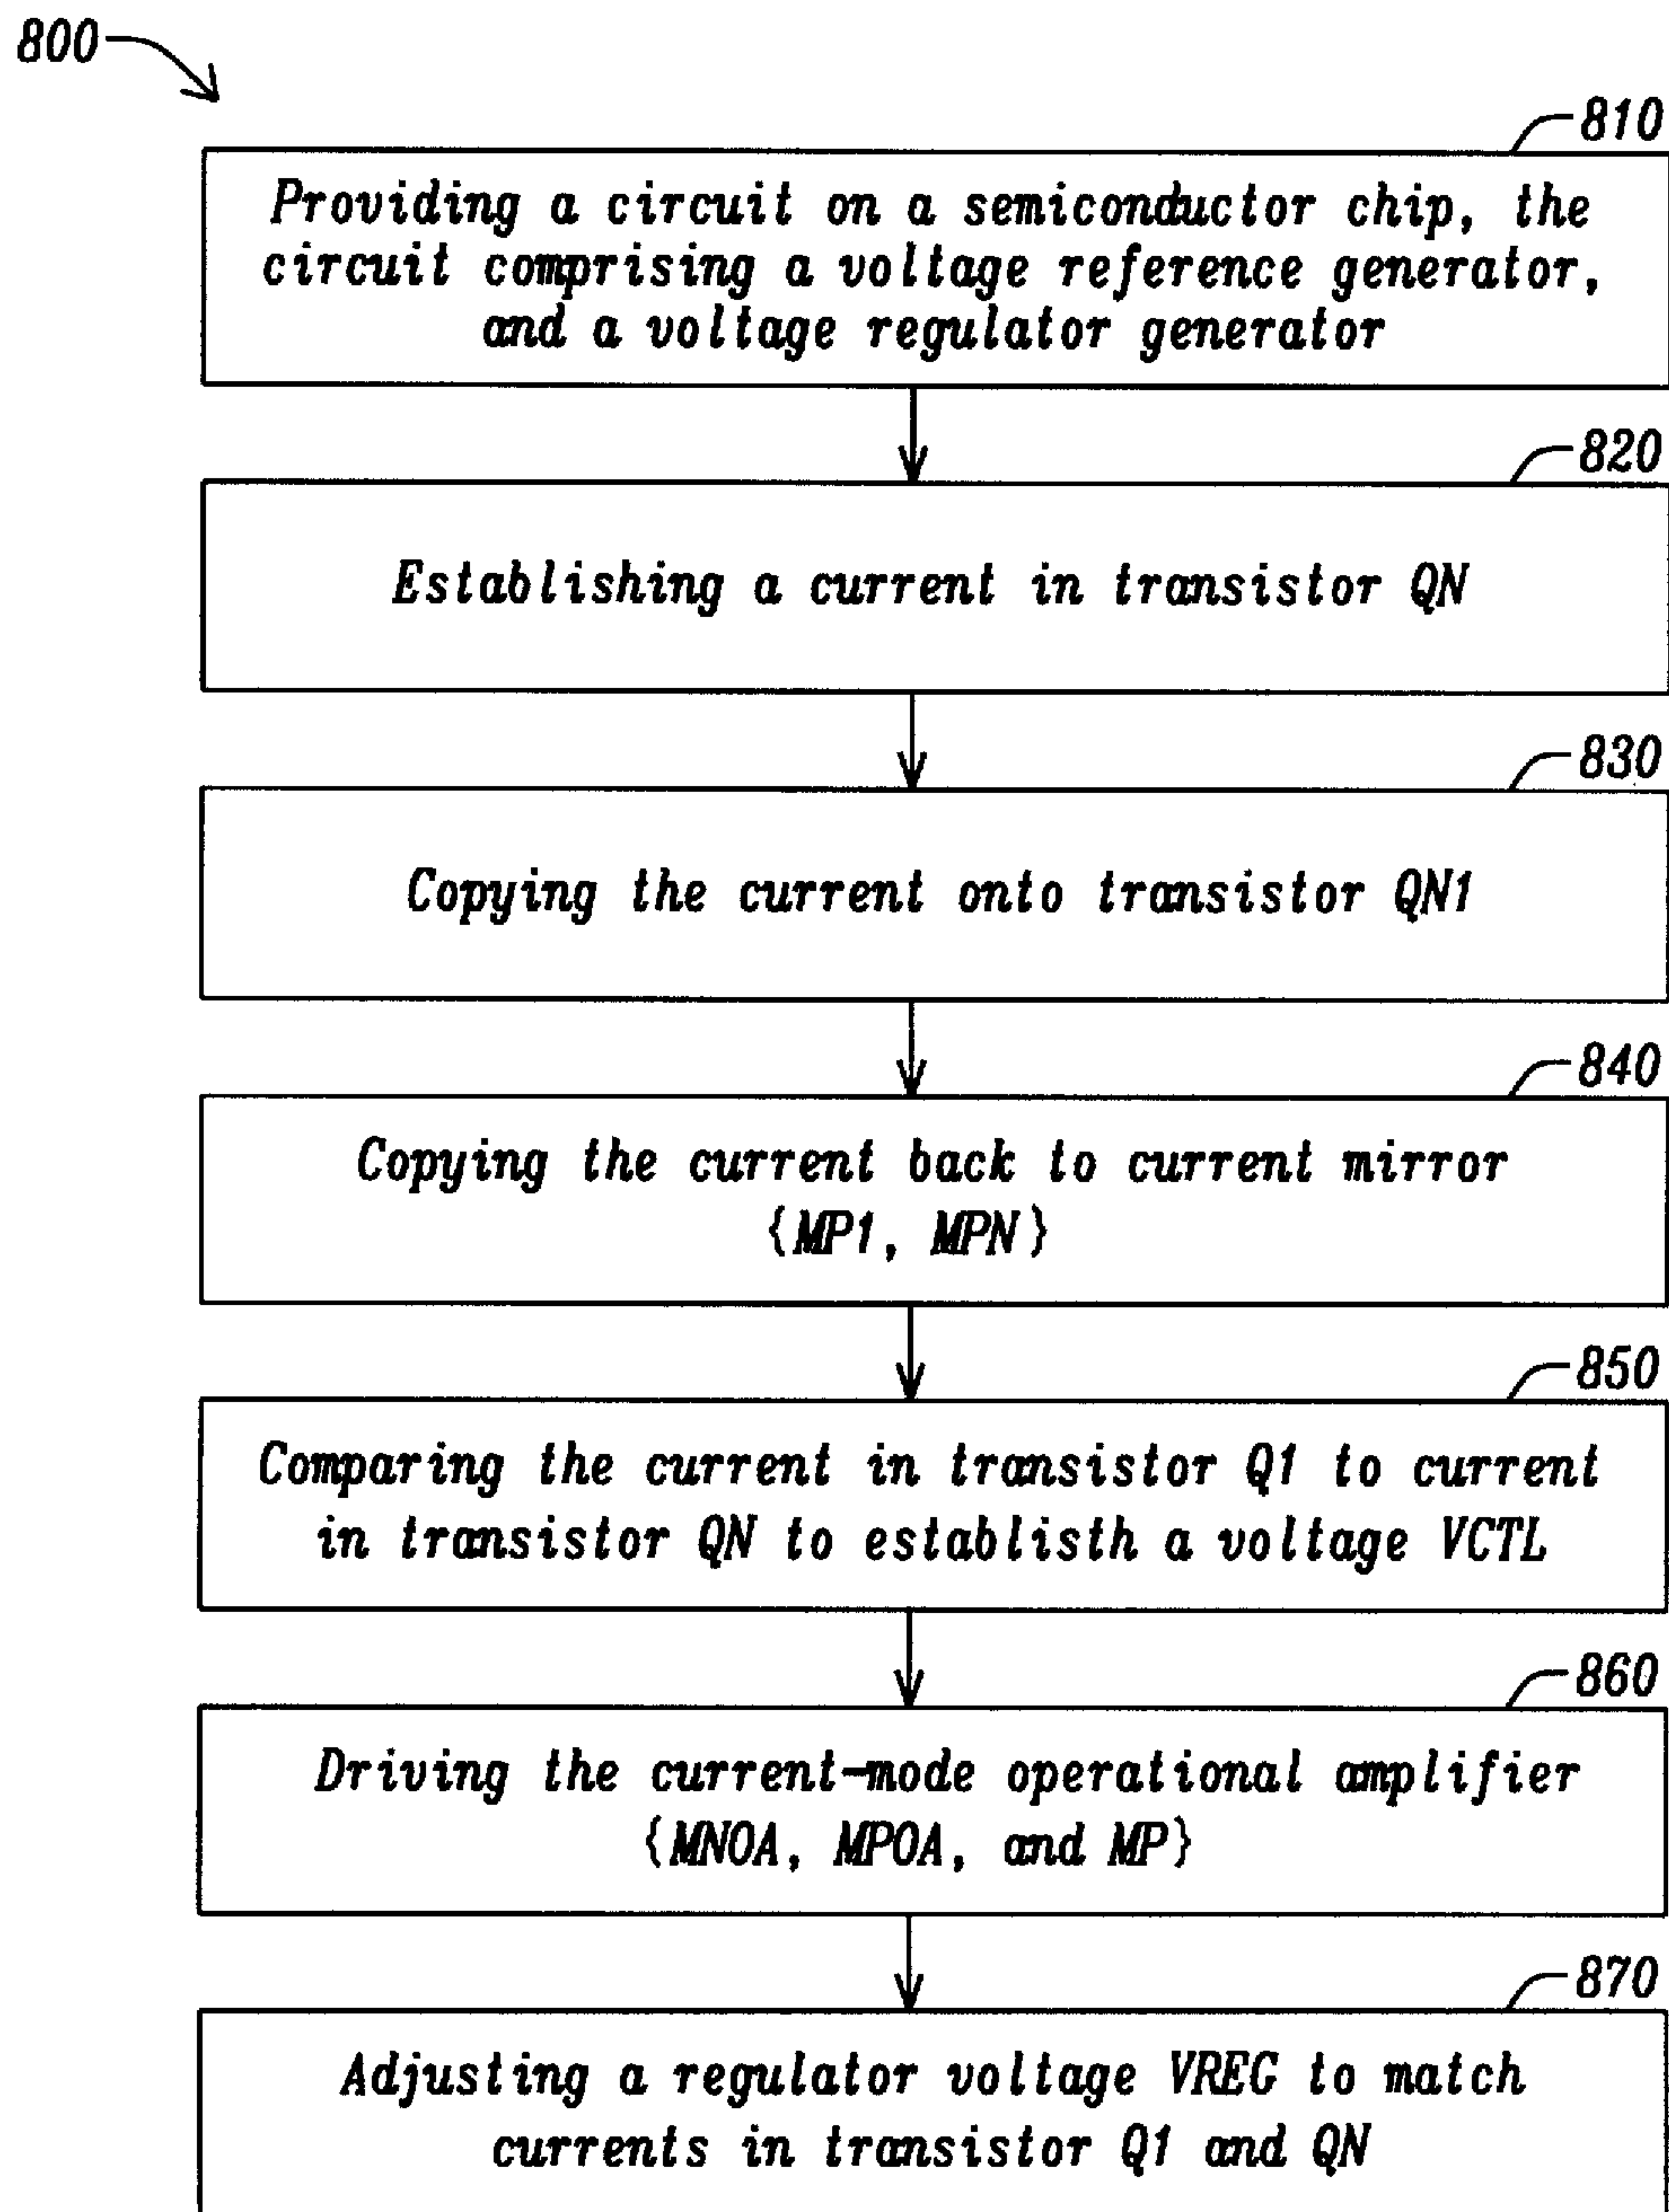 800
810
Providing a circuit on a semiconductor chip, the
circuit comprising a voltage reference generator,
and a voltage regulator generator
820
Establishing a current in transistor QN
830
Copying the current onto transistor QN1
840
Copying the current back to current mirror
{MP1, MPN}
850
Comparing the current in transistor Q1 to current
in transistor QN to establisth a voltage VCTL
860
Driving the current-mode operational amplifier
{MNOA, MPOA, and MP}
870
Adjusting a regulator voltage VREG to match
currents in transistor Q1 and QN